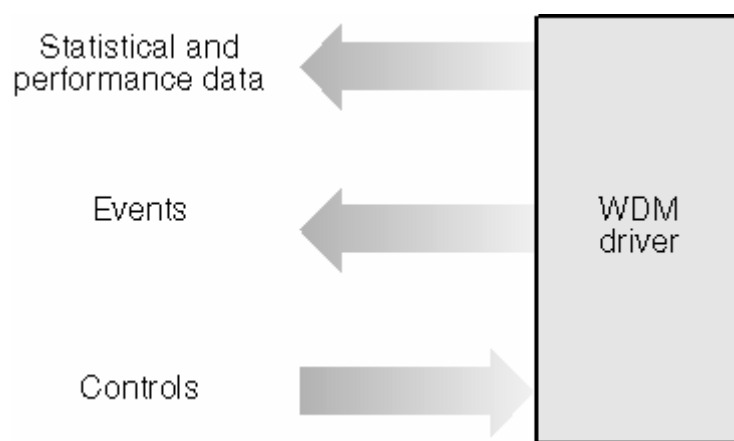 Statistical and
performance data
Events
WDM
driver
Controls